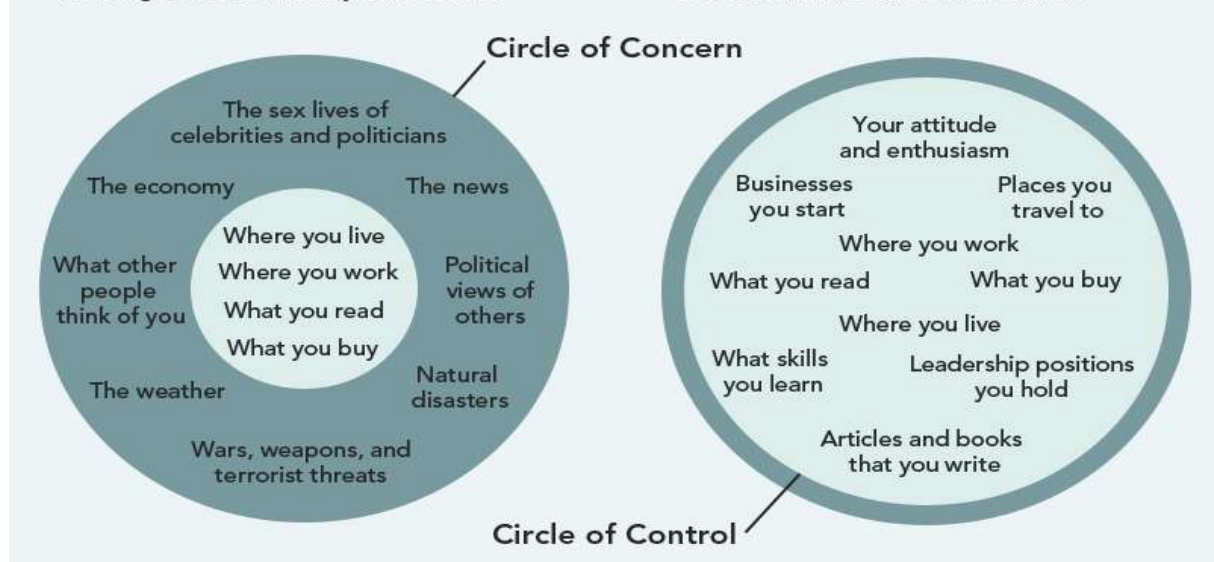 Circle of Concern
The sex lives of
celebrities and politicians
The economy
The news
What other
people
think of you
Political
views of
others
The weather
Natural
disasters
Wars, weapons, and
terrorist threats
Where you live
Where you work
What you read
What you buy
Your attitude
and enthusiasm
Businesses
you start
Places you
travel to
Where you work
What you read
What you buy
Where you live
What skills
you learn
Leadership positions
you hold
Articles and books
that you write
Circle of Control